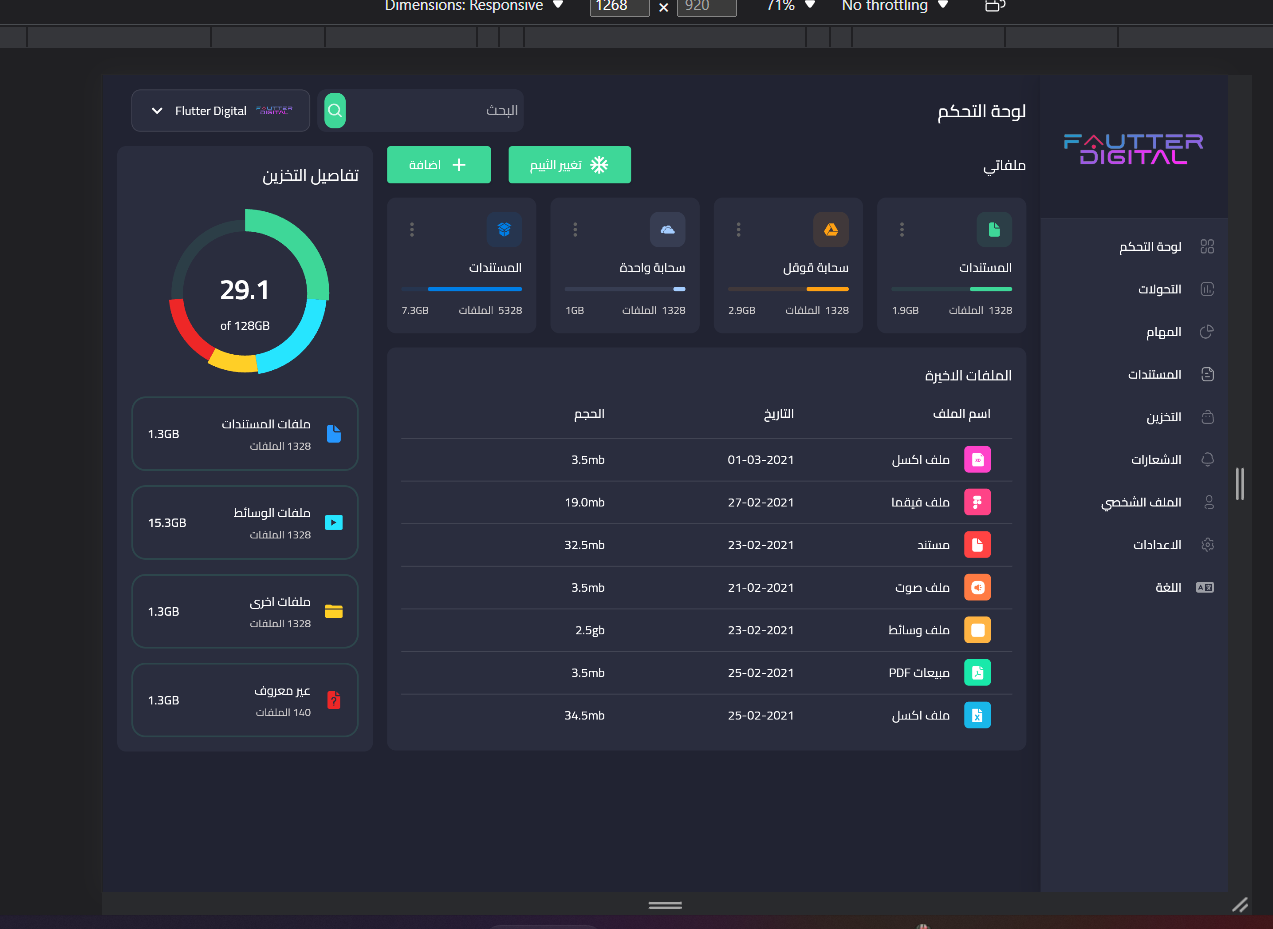 Dimensions: Responsive
1268 × 920
71%
No throttling
FAUTTER
DIGITAL
لوحة التحكم
التحولات
المهام
المستندات
التخزين
الاشعارات
الملف الشخصي
الاعدادات
اللغة
لوحة التحكم
البحث
Flutter Digital
FAUTTER
DIGITAL
ملفاتي
تغيير الثييم
اضافة
المستندات
1328 الملفات
1.9GB
سحابة قوقل
1328 الملفات
2.9GB
سحابة واحدة
1328 الملفات
1GB
المستندات
5328 الملفات
7.3GB
الملفات الاخيرة
اسم الملف التاريخ الحجم
ملف اكسل 01-03-2021 3.5mb
ملف فيقما 27-02-2021 19.0mb
مستند 23-02-2021 32.5mb
ملف صوت 21-02-2021 3.5mb
ملف وسائط 23-02-2021 2.5gb
مبيعات PDF 25-02-2021 3.5mb
ملف اكسل 25-02-2021 34.5mb
تفاصيل التخزين
29.1
of 128GB
ملفات المستندات
1328 الملفات
1.3GB
ملفات الوسائط
1328 الملفات
15.3GB
ملفات اخرى
1328 الملفات
1.3GB
عير معروف
140 الملفات
1.3GB